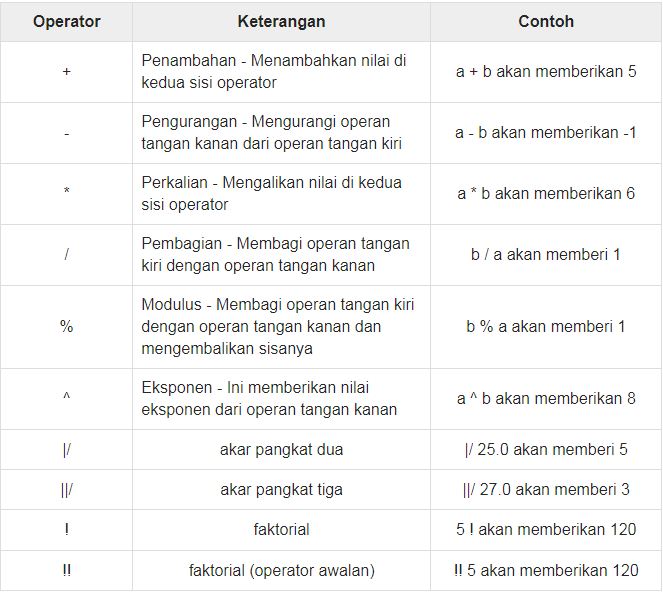 Operator Keterangan Contoh
+ Penambahan - Menambahkan nilai di
kedua sisi operator a + b akan memberikan 5
- Pengurangan - Mengurangi operan
tangan kanan dari operan tangan kiri a - b akan memberikan -1
* Perkalian - Mengalikan nilai di kedua
sisi operator a * b akan memberikan 6
/ Pembagian - Membagi operan tangan
kiri dengan operan tangan kanan b / a akan memberi 1
% Modulus - Membagi operan tangan kiri
dengan operan tangan kanan dan
mengembalikan sisanya b % a akan memberi 1
^ Eksponen - Ini memberikan nilai
eksponen dari operan tangan kanan a ^ b akan memberikan 8
|/ akar pangkat dua |/ 25.0 akan memberi 5
||/ akar pangkat tiga ||/ 27.0 akan memberi 3
! faktorial 5 ! akan memberikan 120
!! faktorial (operator awalan) !! 5 akan memberikan 120